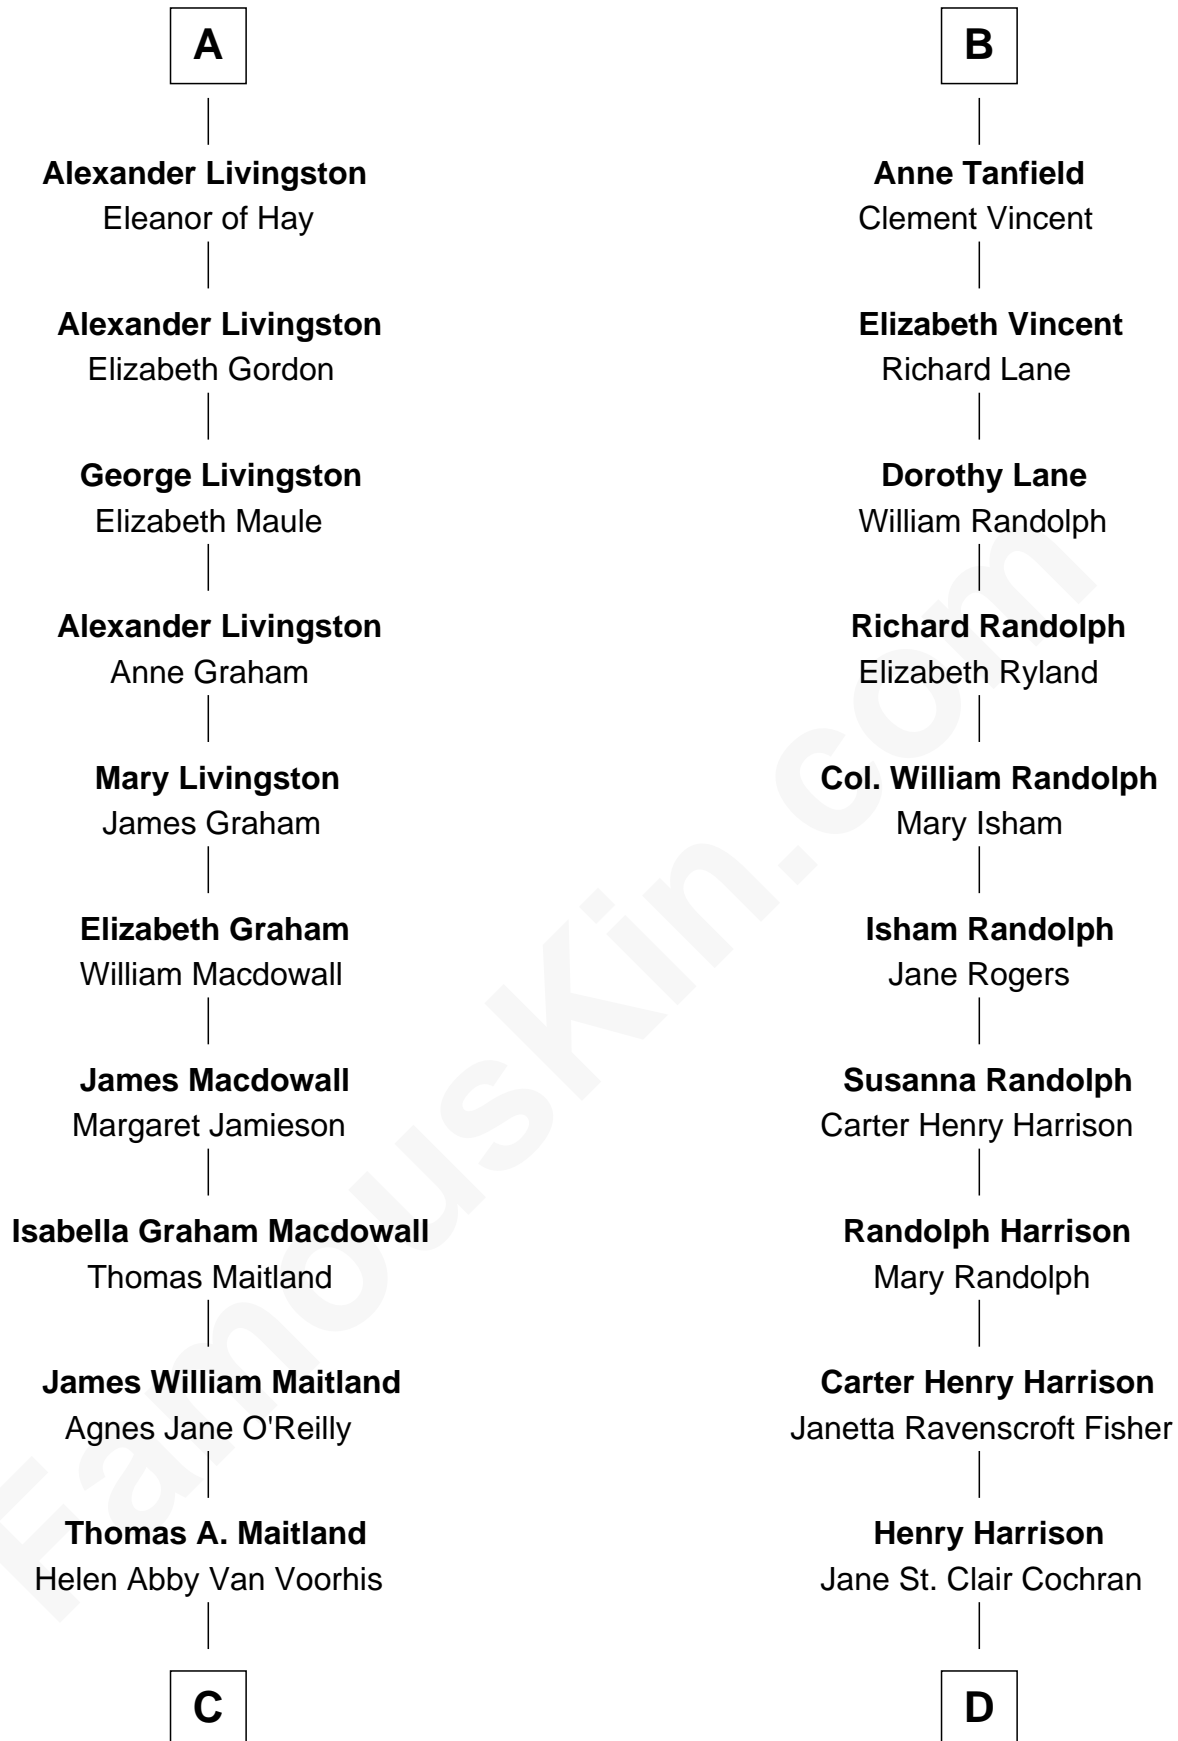 A
Alexander Livingston
Eleanor of Hay
Alexander Livingston
Elizabeth Gordon
George Livingston
Elizabeth Maule
Alexander Livingston
Anne Graham
Mary Livingston
James Graham
Elizabeth Graham
William Macdowall
James Macdowall
Margaret Jamieson
Isabella Graham Macdowall
Thomas Maitland
James William Maitland
Agnes Jane O'Reilly
Thomas A. Maitland
Helen Abby Van Voorhis
C
B
Anne Tanfield
Clement Vincent
Elizabeth Vincent
Richard Lane
Dorothy Lane
William Randolph
Richard Randolph
Elizabeth Ryland
Col. William Randolph
Mary Isham
Isham Randolph
Jane Rogers
Susanna Randolph
Carter Henry Harrison
Randolph Harrison
Mary Randolph
Carter Henry Harrison
Janetta Ravenscroft Fisher
Henry Harrison
Jane St. Clair Cochran
D
FamousKin.com